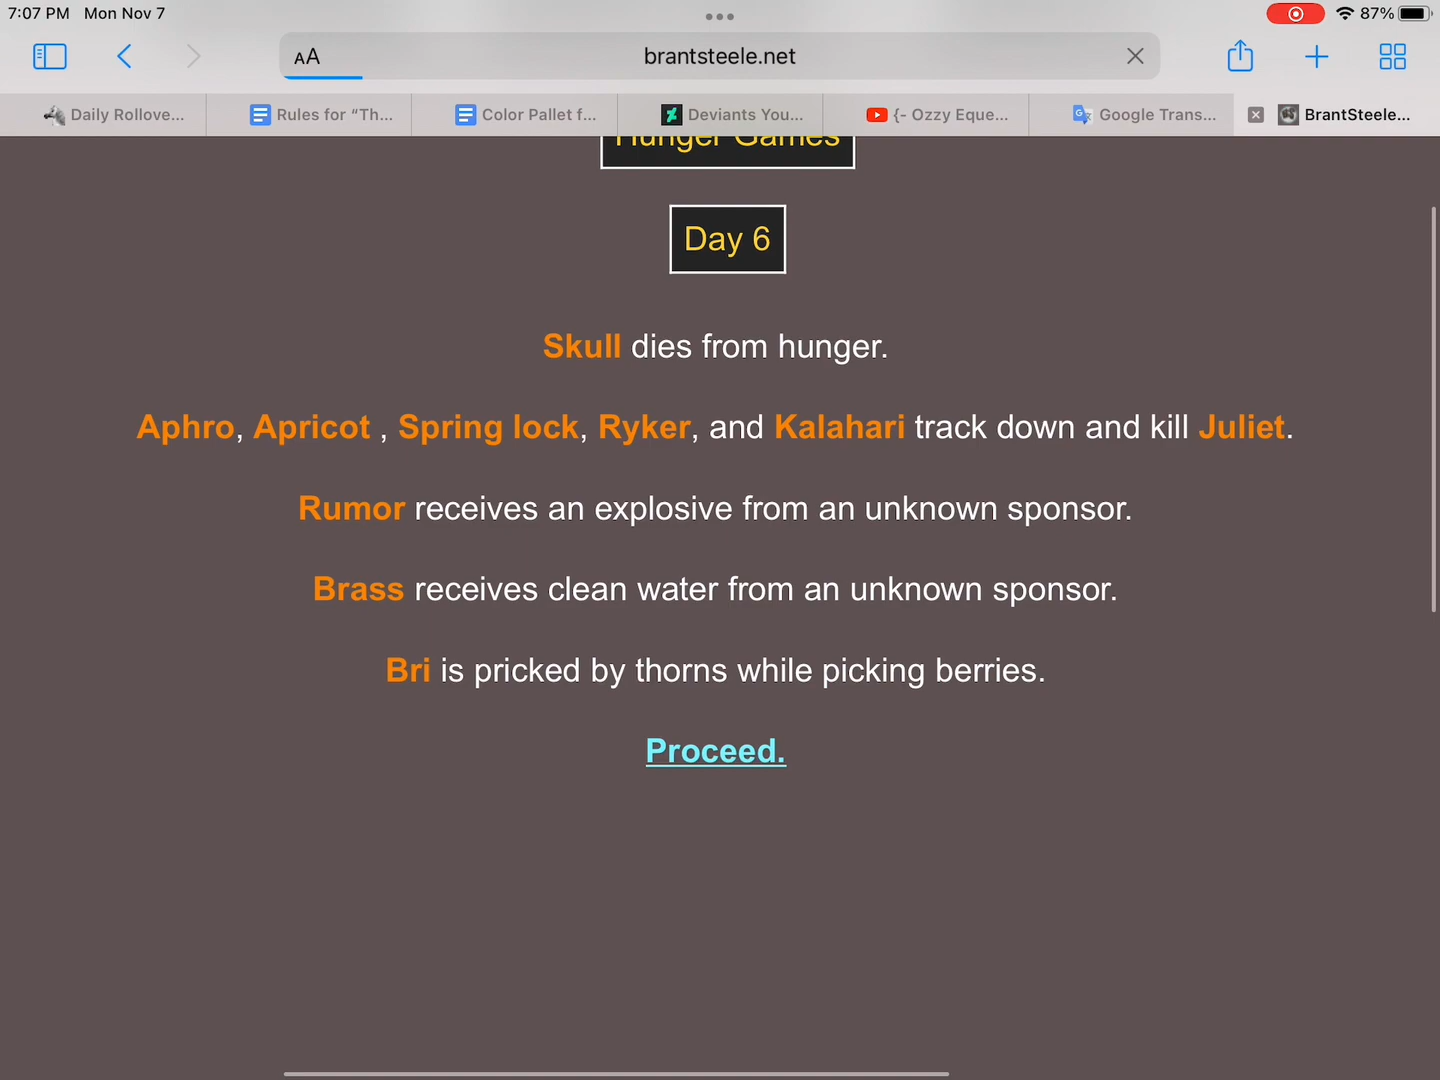 7:07 PM Mon Nov 7
87%
AA
brantsteele.net
Daily Rollove...
Rules for “Th...
Color Pallet f...
Deviants You...
{- Ozzy Eque...
Google Trans...
BrantSteele...
Hunger Games
Day 6
Skull dies from hunger.
Aphro, Apricot , Spring lock, Ryker, and Kalahari track down and kill Juliet.
Rumor receives an explosive from an unknown sponsor.
Brass receives clean water from an unknown sponsor.
Bri is pricked by thorns while picking berries.
Proceed.